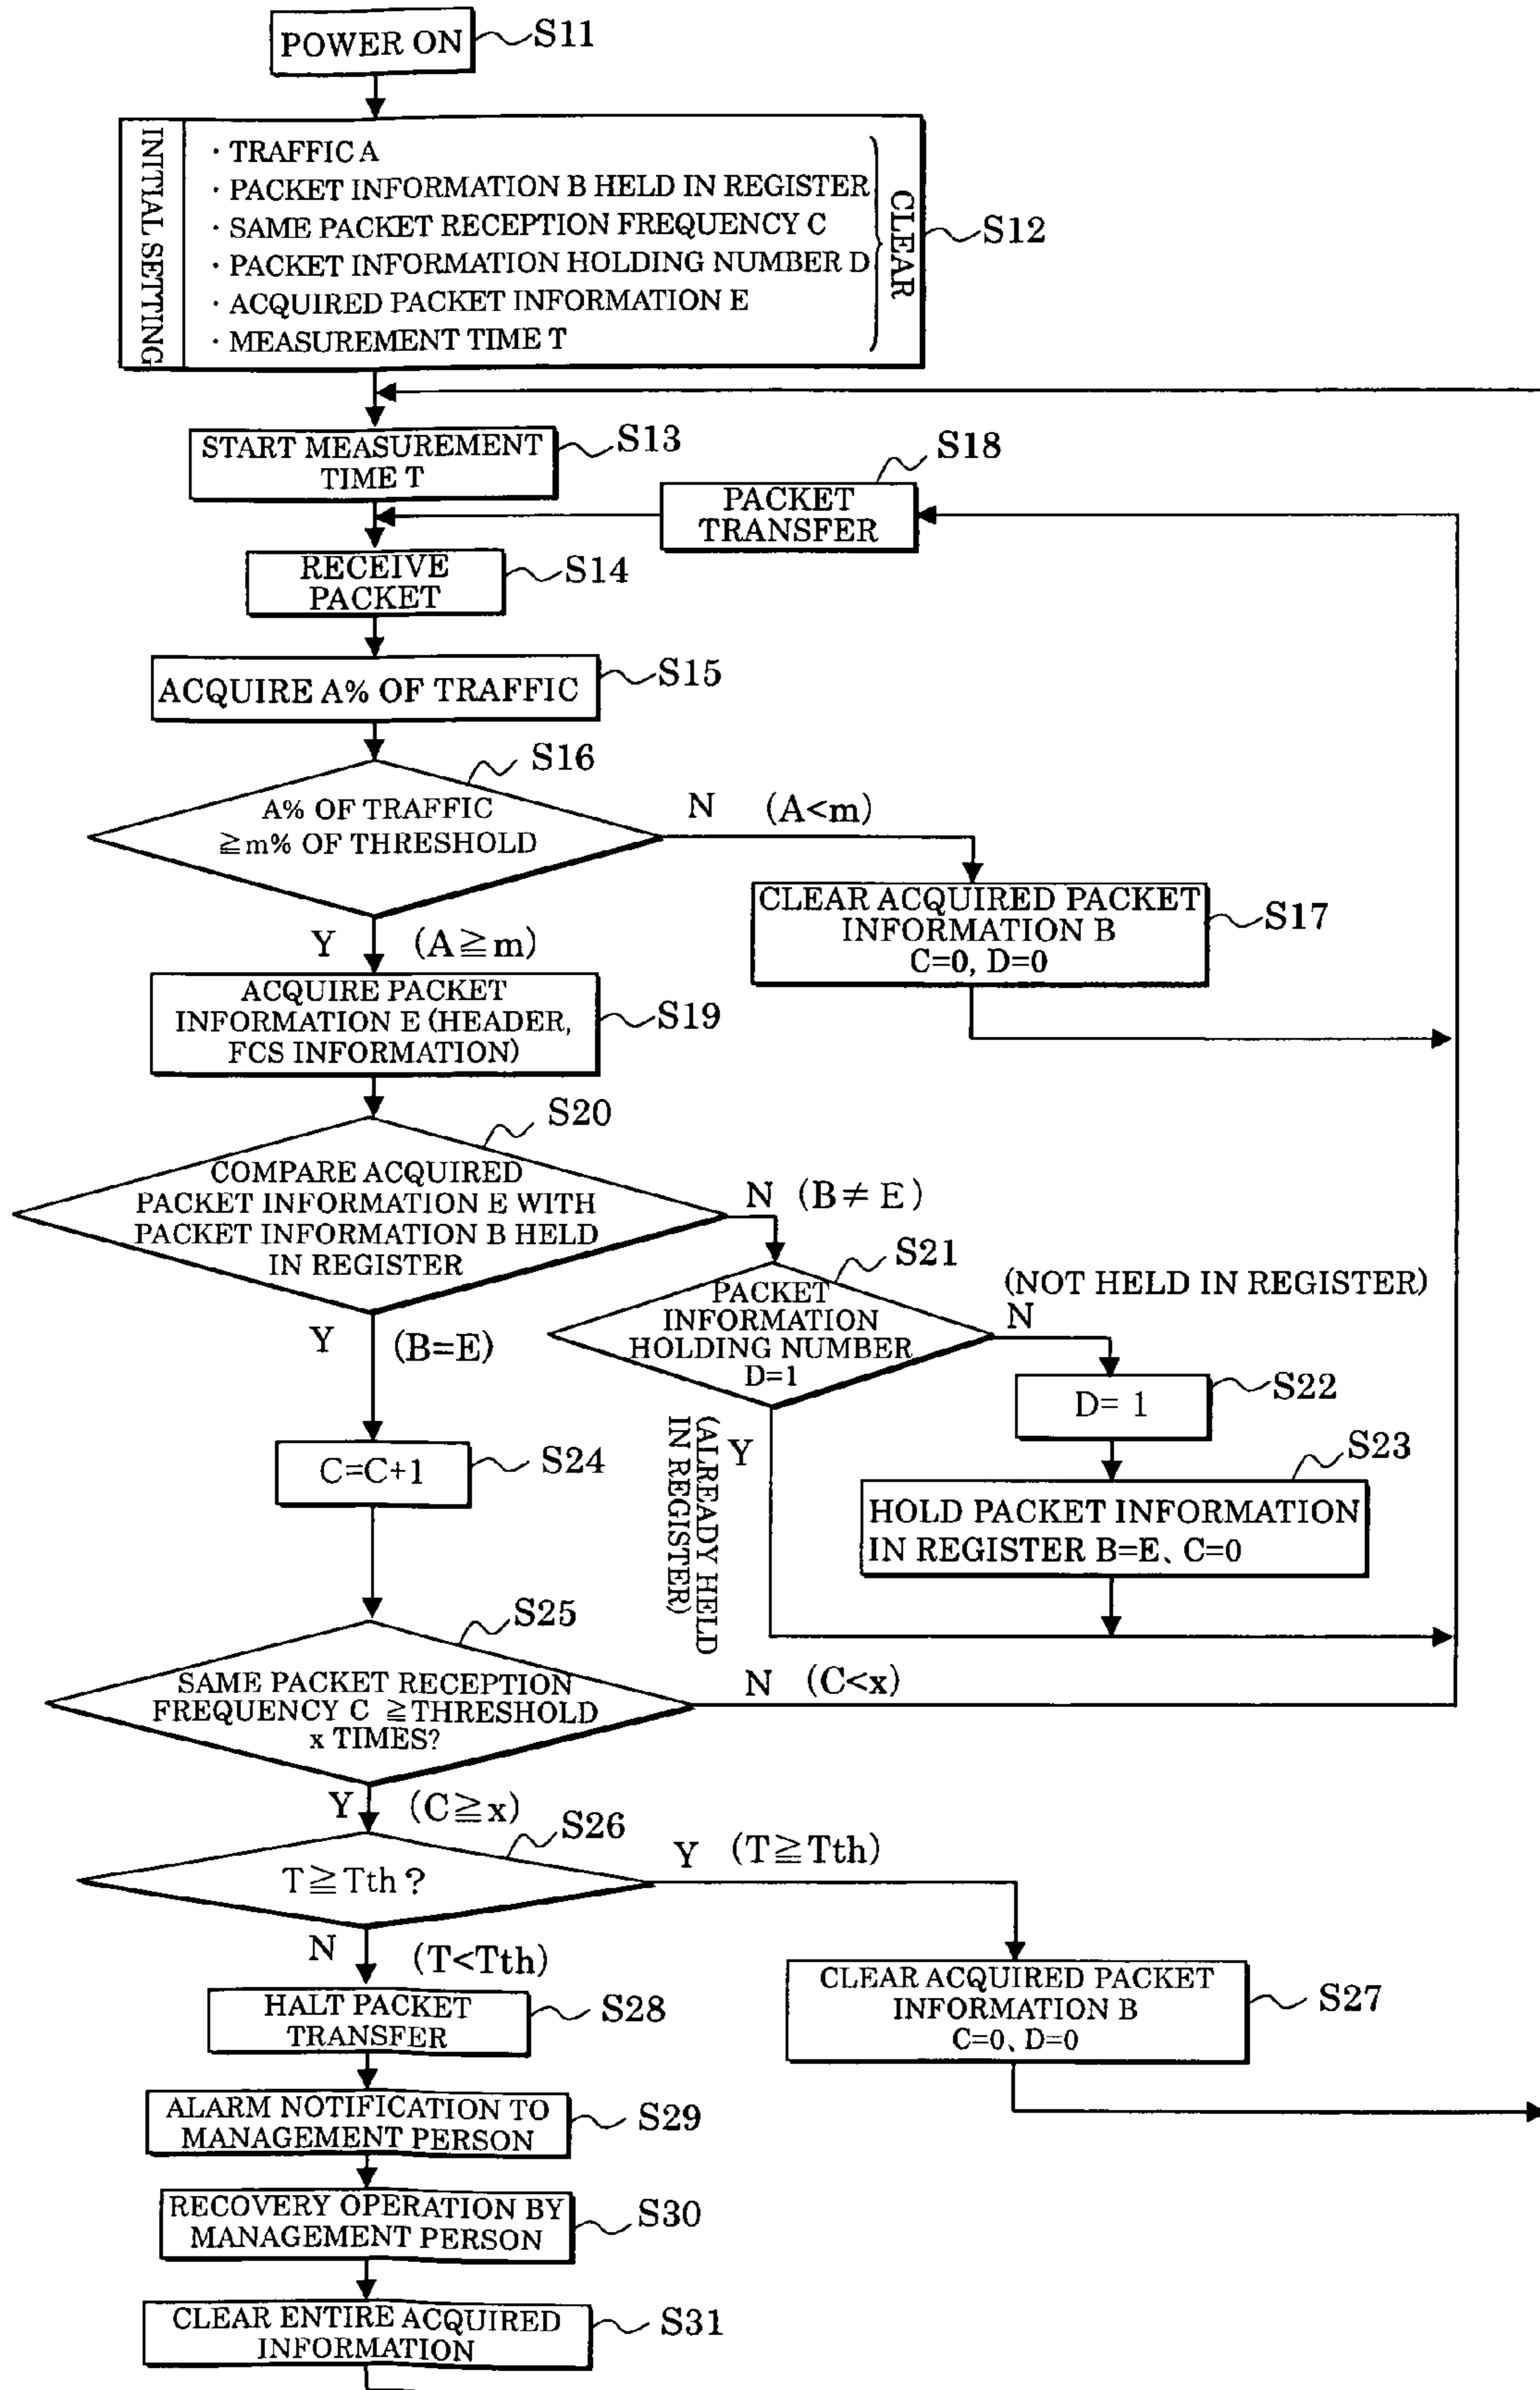 POWER ON
S11
INITIAL SETTING
· TRAFFIC A
· PACKET INFORMATION B HELD IN REGISTER
· SAME PACKET RECEPTION FREQUENCY C
· PACKET INFORMATION HOLDING NUMBER D
· ACQUIRED PACKET INFORMATION E
· MEASUREMENT TIME T
CLEAR
S12
START MEASUREMENT
TIME T
S13
S18
PACKET
TRANSFER
RECEIVE
PACKET
S14
ACQUIRE A% OF TRAFFIC
S15
S16
A% OF TRAFFIC
≧m% OF THRESHOLD
N (A<m)
CLEAR ACQUIRED PACKET
INFORMATION B
C=0, D=0
S17
Y (A≧m)
ACQUIRE PACKET
INFORMATION E (HEADER,
FCS INFORMATION)
S19
S20
COMPARE ACQUIRED
PACKET INFORMATION E WITH
PACKET INFORMATION B HELD
IN REGISTER
N (B≠E)
S21
PACKET
INFORMATION
HOLDING NUMBER
D=1
(NOT HELD IN REGISTER)
N
Y (B=E)
D= 1
S22
Y
(ALREADY HELD
IN REGISTER)
S23
HOLD PACKET INFORMATION
IN REGISTER B=E、C=0
C=C+1
S24
S25
SAME PACKET RECEPTION
FREQUENCY C ≧THRESHOLD
x TIMES?
N (C<x)
Y (C≧x)
S26
T≧Tth?
Y (T≧Tth)
N (T<Tth)
CLEAR ACQUIRED PACKET
INFORMATION B
C=0、D=0
S27
HALT PACKET
TRANSFER
S28
ALARM NOTIFICATION TO
MANAGEMENT PERSON
S29
RECOVERY OPERATION BY
MANAGEMENT PERSON
S30
CLEAR ENTIRE ACQUIRED
INFORMATION
S31